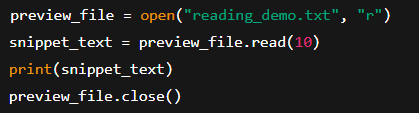 preview_file = open("reading_demo.txt", "r")
snippet_text = preview_file.read(10)
print(snippet_text)
preview_file.close()